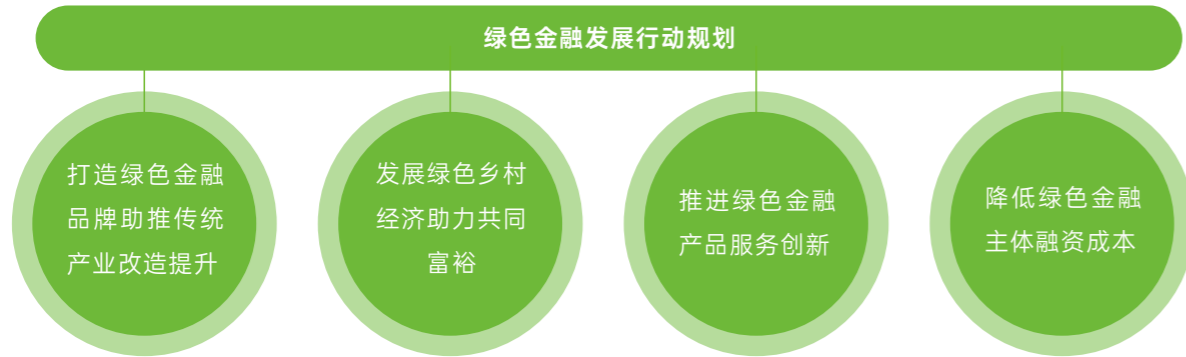 绿色金融发展行动规划
打造绿色金融
品牌助推传统
产业改造提升
发展绿色乡村
经济助力共同
富裕
推进绿色金融
产品服务创新
降低绿色金融
主体融资成本